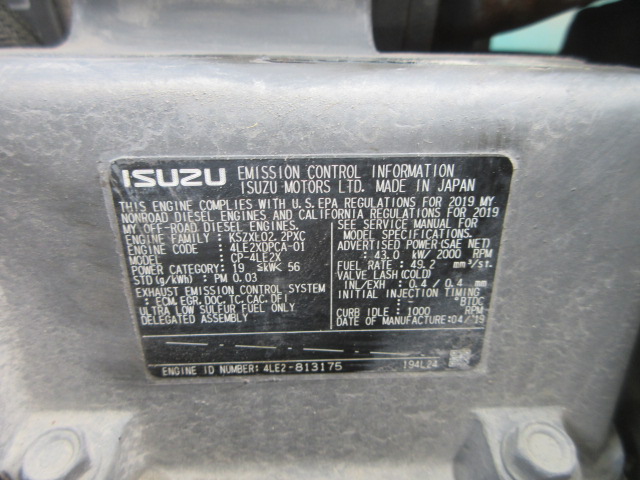 ISUZU EMISSION CONTROL INFORMATION
ISUZU MOTORS LTD. MADE IN JAPAN
THIS ENGINE COMPLIES WITH U.S. EPA REGULATIONS FOR 2019 MY
NONROAD DIESEL ENGINES AND CALIFORNIA REGULATIONS FOR 2019
MY OFF-ROAD DIESEL ENGINES.
ENGINE FAMILY : KSZXL02.2PXC
ENGINE CODE : 4LE2XDPCA-01
MODEL : CP-4LE2X
POWER CATEGORY : 19 ≤kW< 56
STD (g/kWh) : PM 0.03
EXHAUST EMISSION CONTROL SYSTEM
: ECM, EGR, DOC, TC, CAC, DFI
ULTRA LOW SULFUR FUEL ONLY
DELEGATED ASSEMBLY
SEE SERVICE MANUAL FOR
MODEL SPECIFICATIONS.
ADVERTISED POWER (SAE NET)
: 43.0 kW/ 2000 RPM
FUEL RATE : 49.2 mm³/st.
VALVE LASH (COLD)
INL/EXH : 0.4 / 0.4 mm
INITIAL INJECTION TIMING
: - °BTDC
CURB IDLE : 1000 RPM
DATE OF MANUFACTURE: 04/'19
ENGINE ID NUMBER: 4LE2-813175
194L24